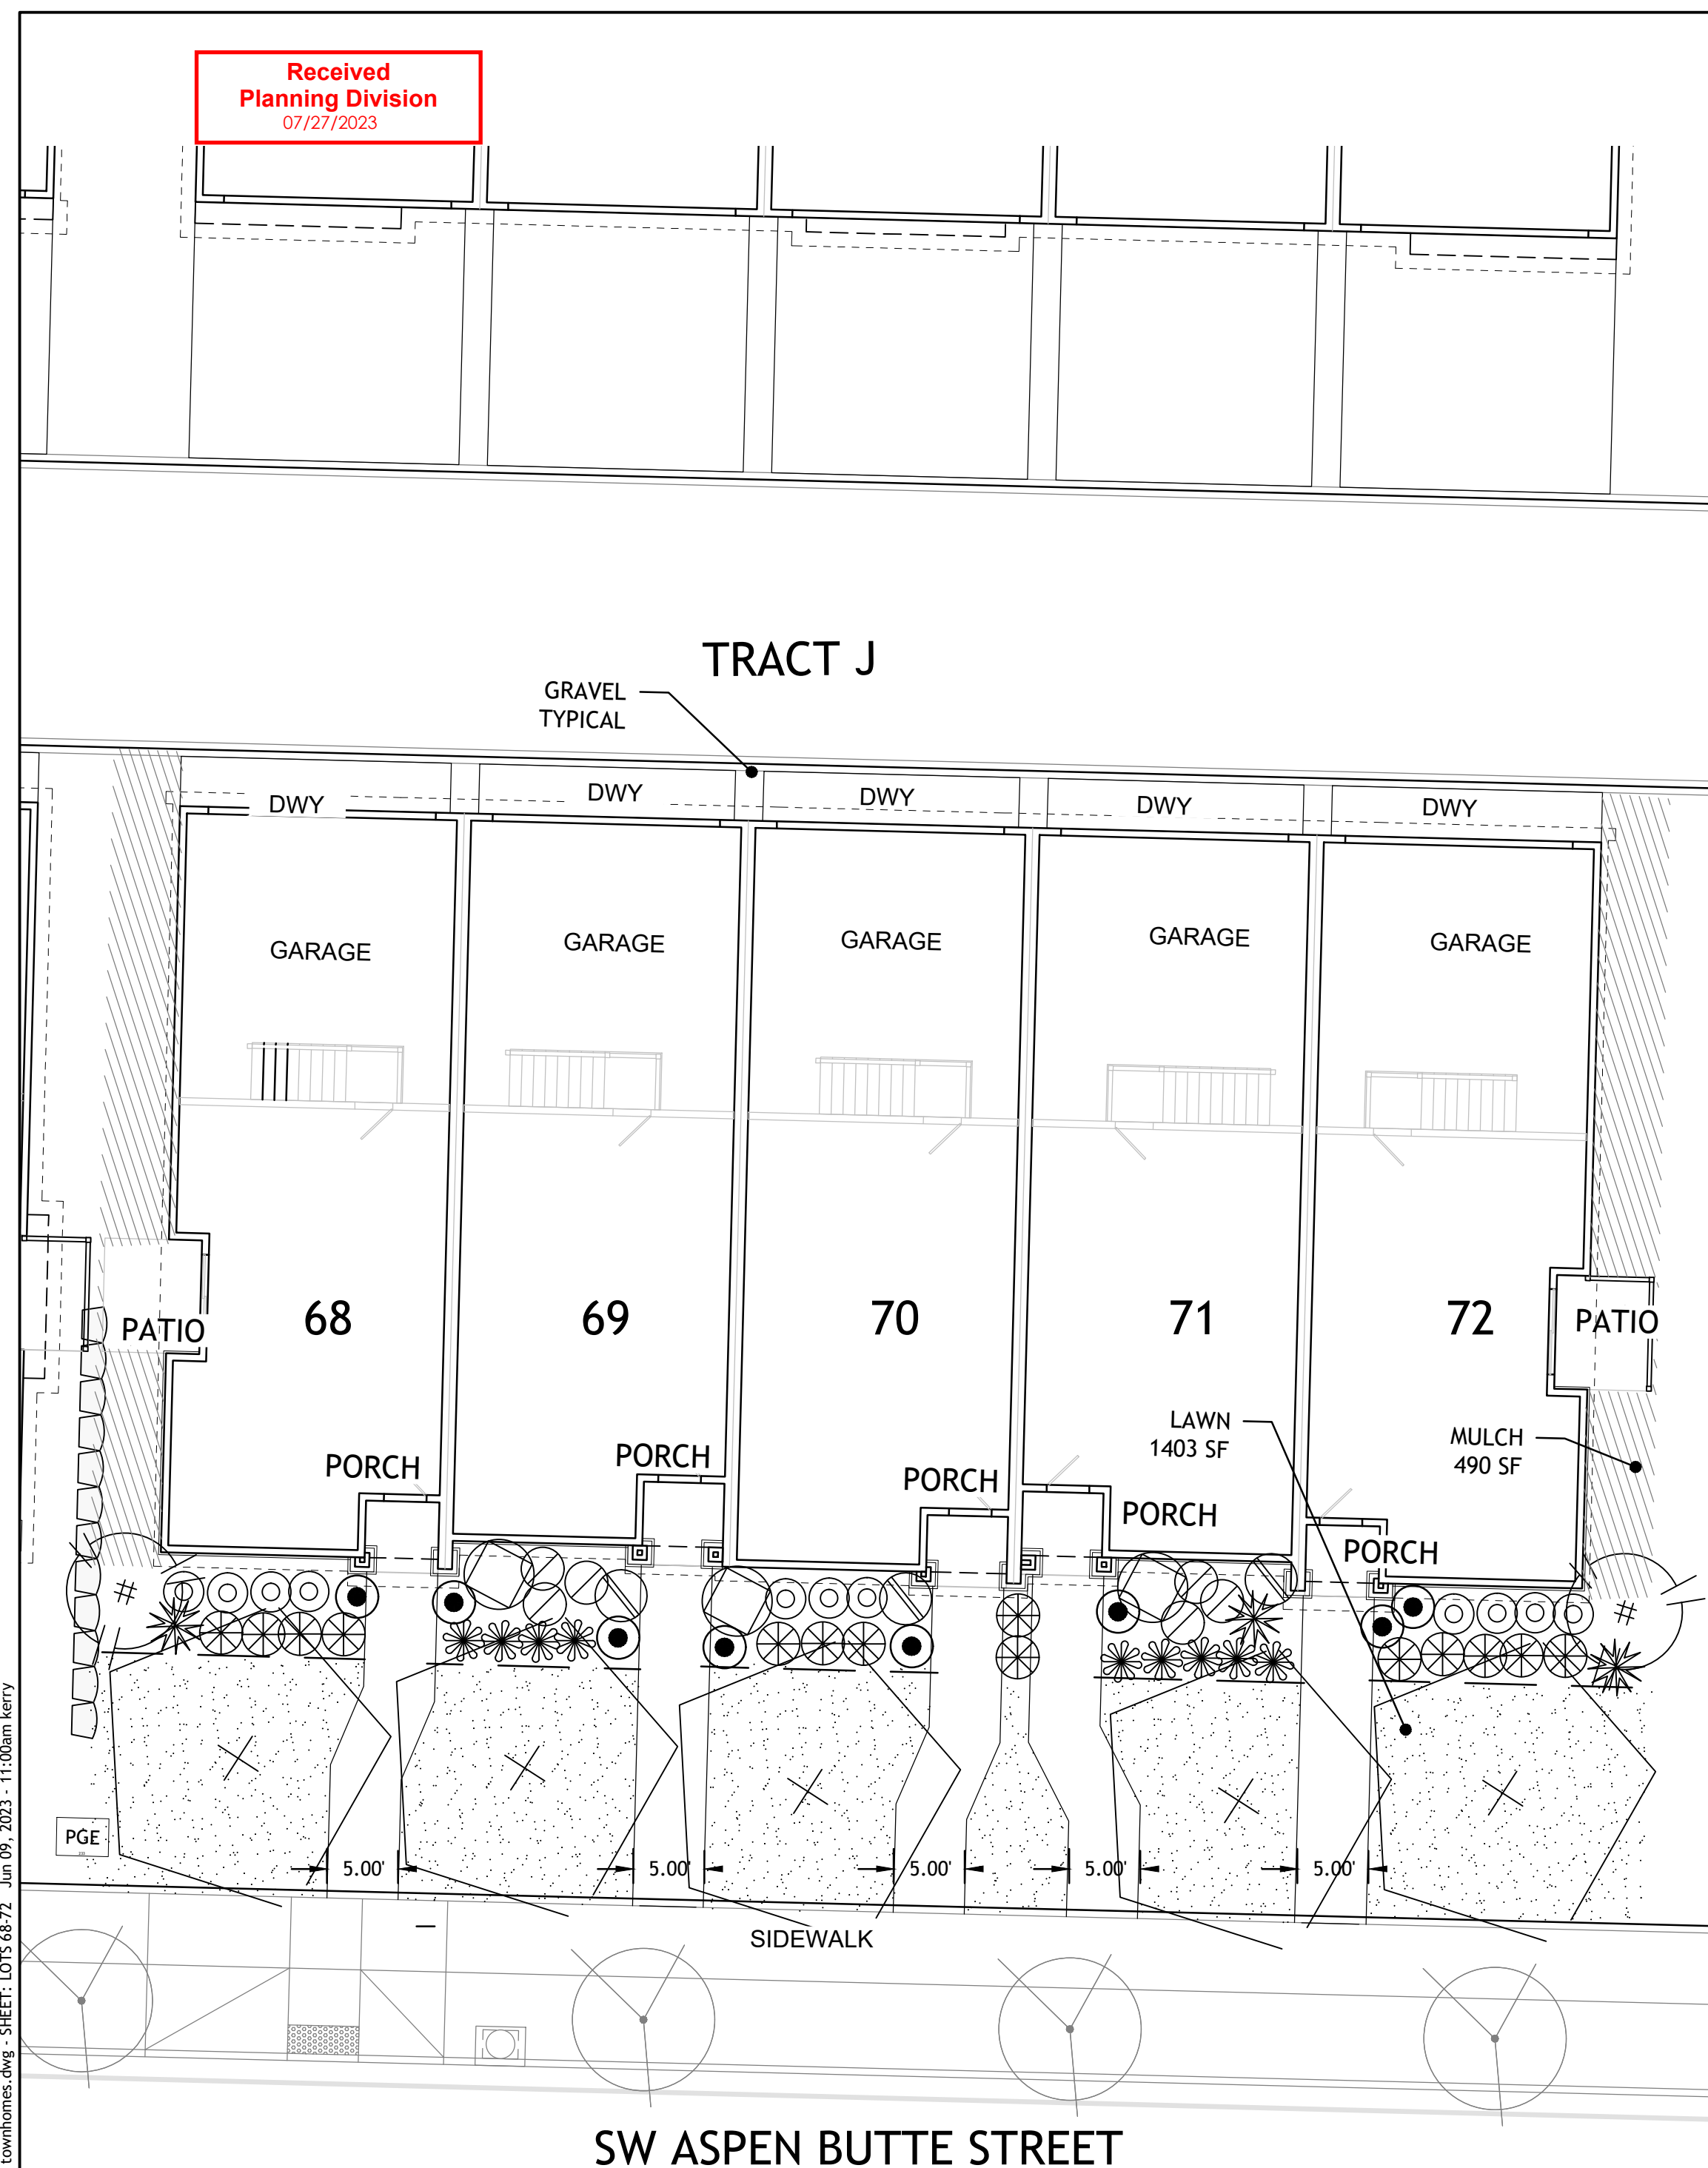 Received
Planning Division
07/27/2023
TRACT J
GRAVEL
TYPICAL
DWY
DWY
DWY
DWY
DWY
GARAGE
GARAGE
GARAGE
GARAGE
GARAGE
PATIO
68
69
70
71
72
PATIO
LAWN
1403 SF
MULCH
490 SF
PORCH
PORCH
PORCH
PORCH
PORCH
PGE
5.00'
5.00'
5.00'
5.00'
5.00'
SIDEWALK
SW ASPEN BUTTE STREET
townhomes.dwg - SHEET: LOTS 68-72 Jun 09, 2023 - 11:00am kerry